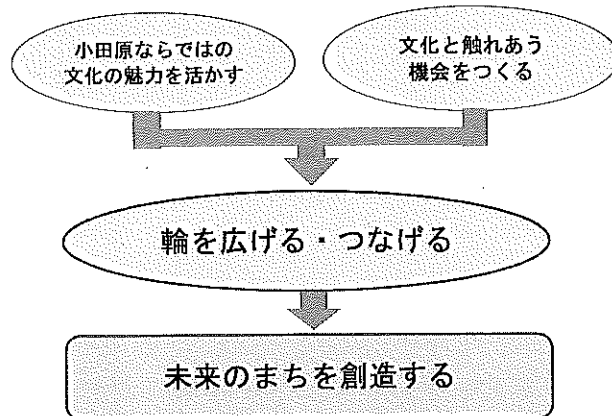 小田原ならではの
文化の魅力を活かす
文化と触れあう
機会をつくる
輪を広げる・つなげる
未来のまちを創造する